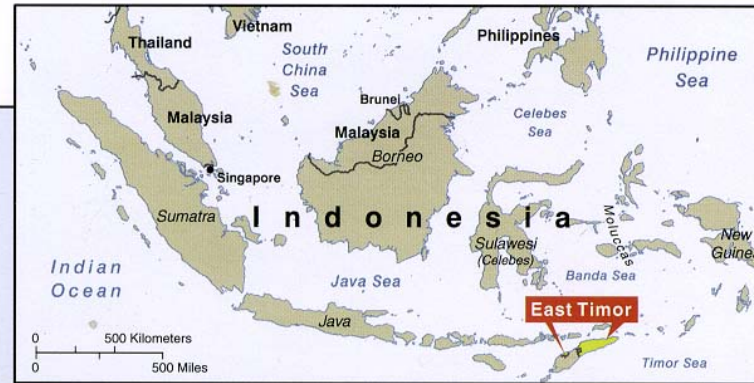 Vietnam
Thailand
South
China
Sea
Philippines
Philippine
Sea
Malaysia
Brunei
Malaysia
Borneo
Celebes
Sea
Singapore
Sumatra
Indonesia
Sulawesi
(Celebes)
Moluccas
New
Guinea
Indian
Ocean
Java Sea
Banda Sea
East Timor
Java
Timor Sea
0 500 Kilometers
0 500 Miles